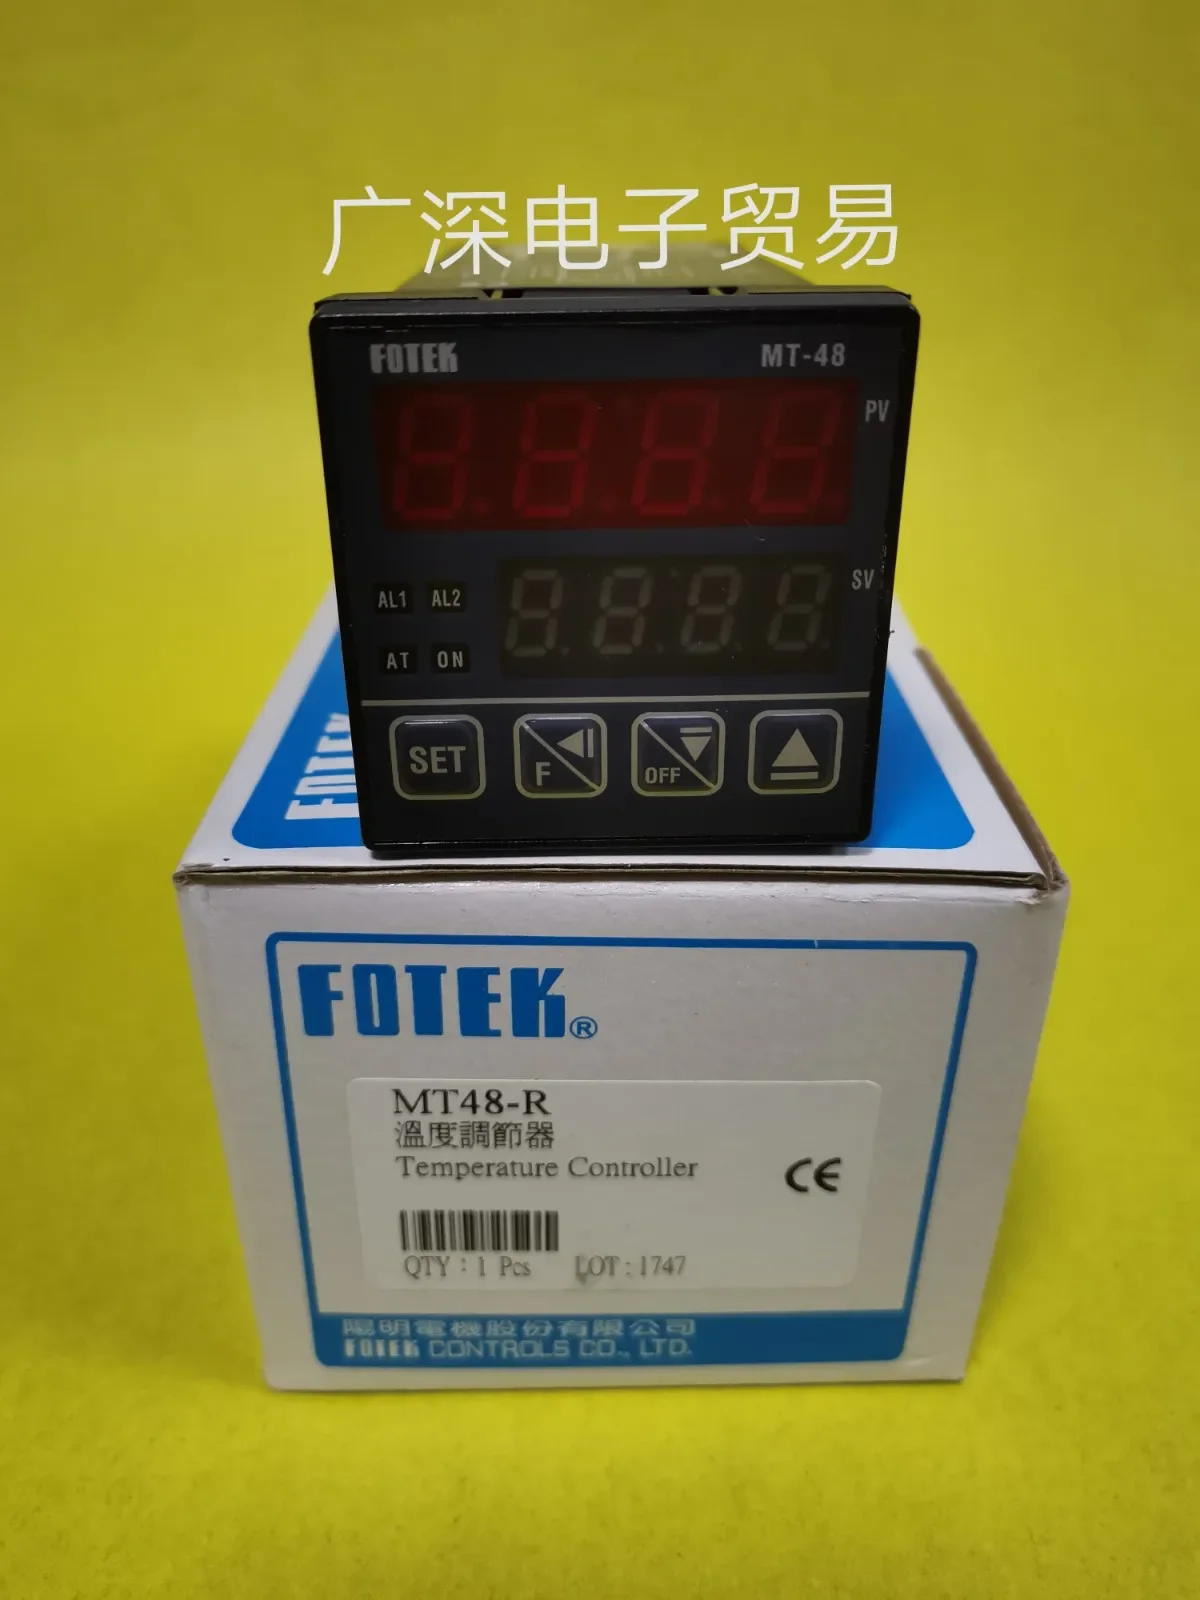 广深电子贸易
FOTEK MT-48
PV
SV
AL1 AL2
AT ON
SET F OFF
FOTEK
FOTEK®
MT48-R
溫度調節器
Temperature Controller
CE
QTY : 1 Pcs LOT : 1747
陽明電機股份有限公司
FOTEK CONTROLS CO., LTD.